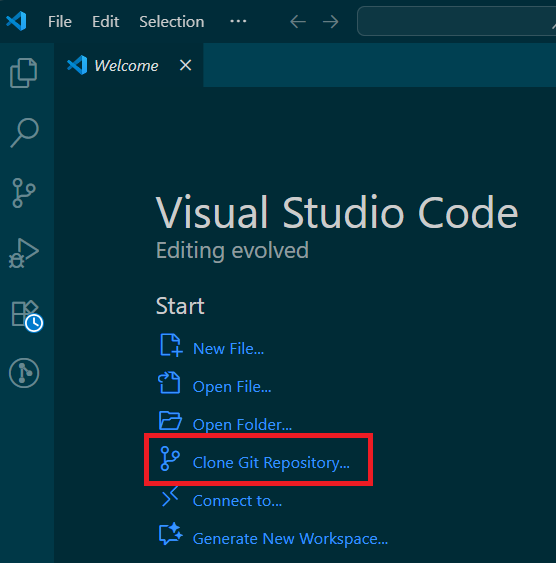 File Edit Selection ···
Welcome
Visual Studio Code
Editing evolved
Start
New File...
Open File...
Open Folder...
Clone Git Repository...
Connect to...
Generate New Workspace...